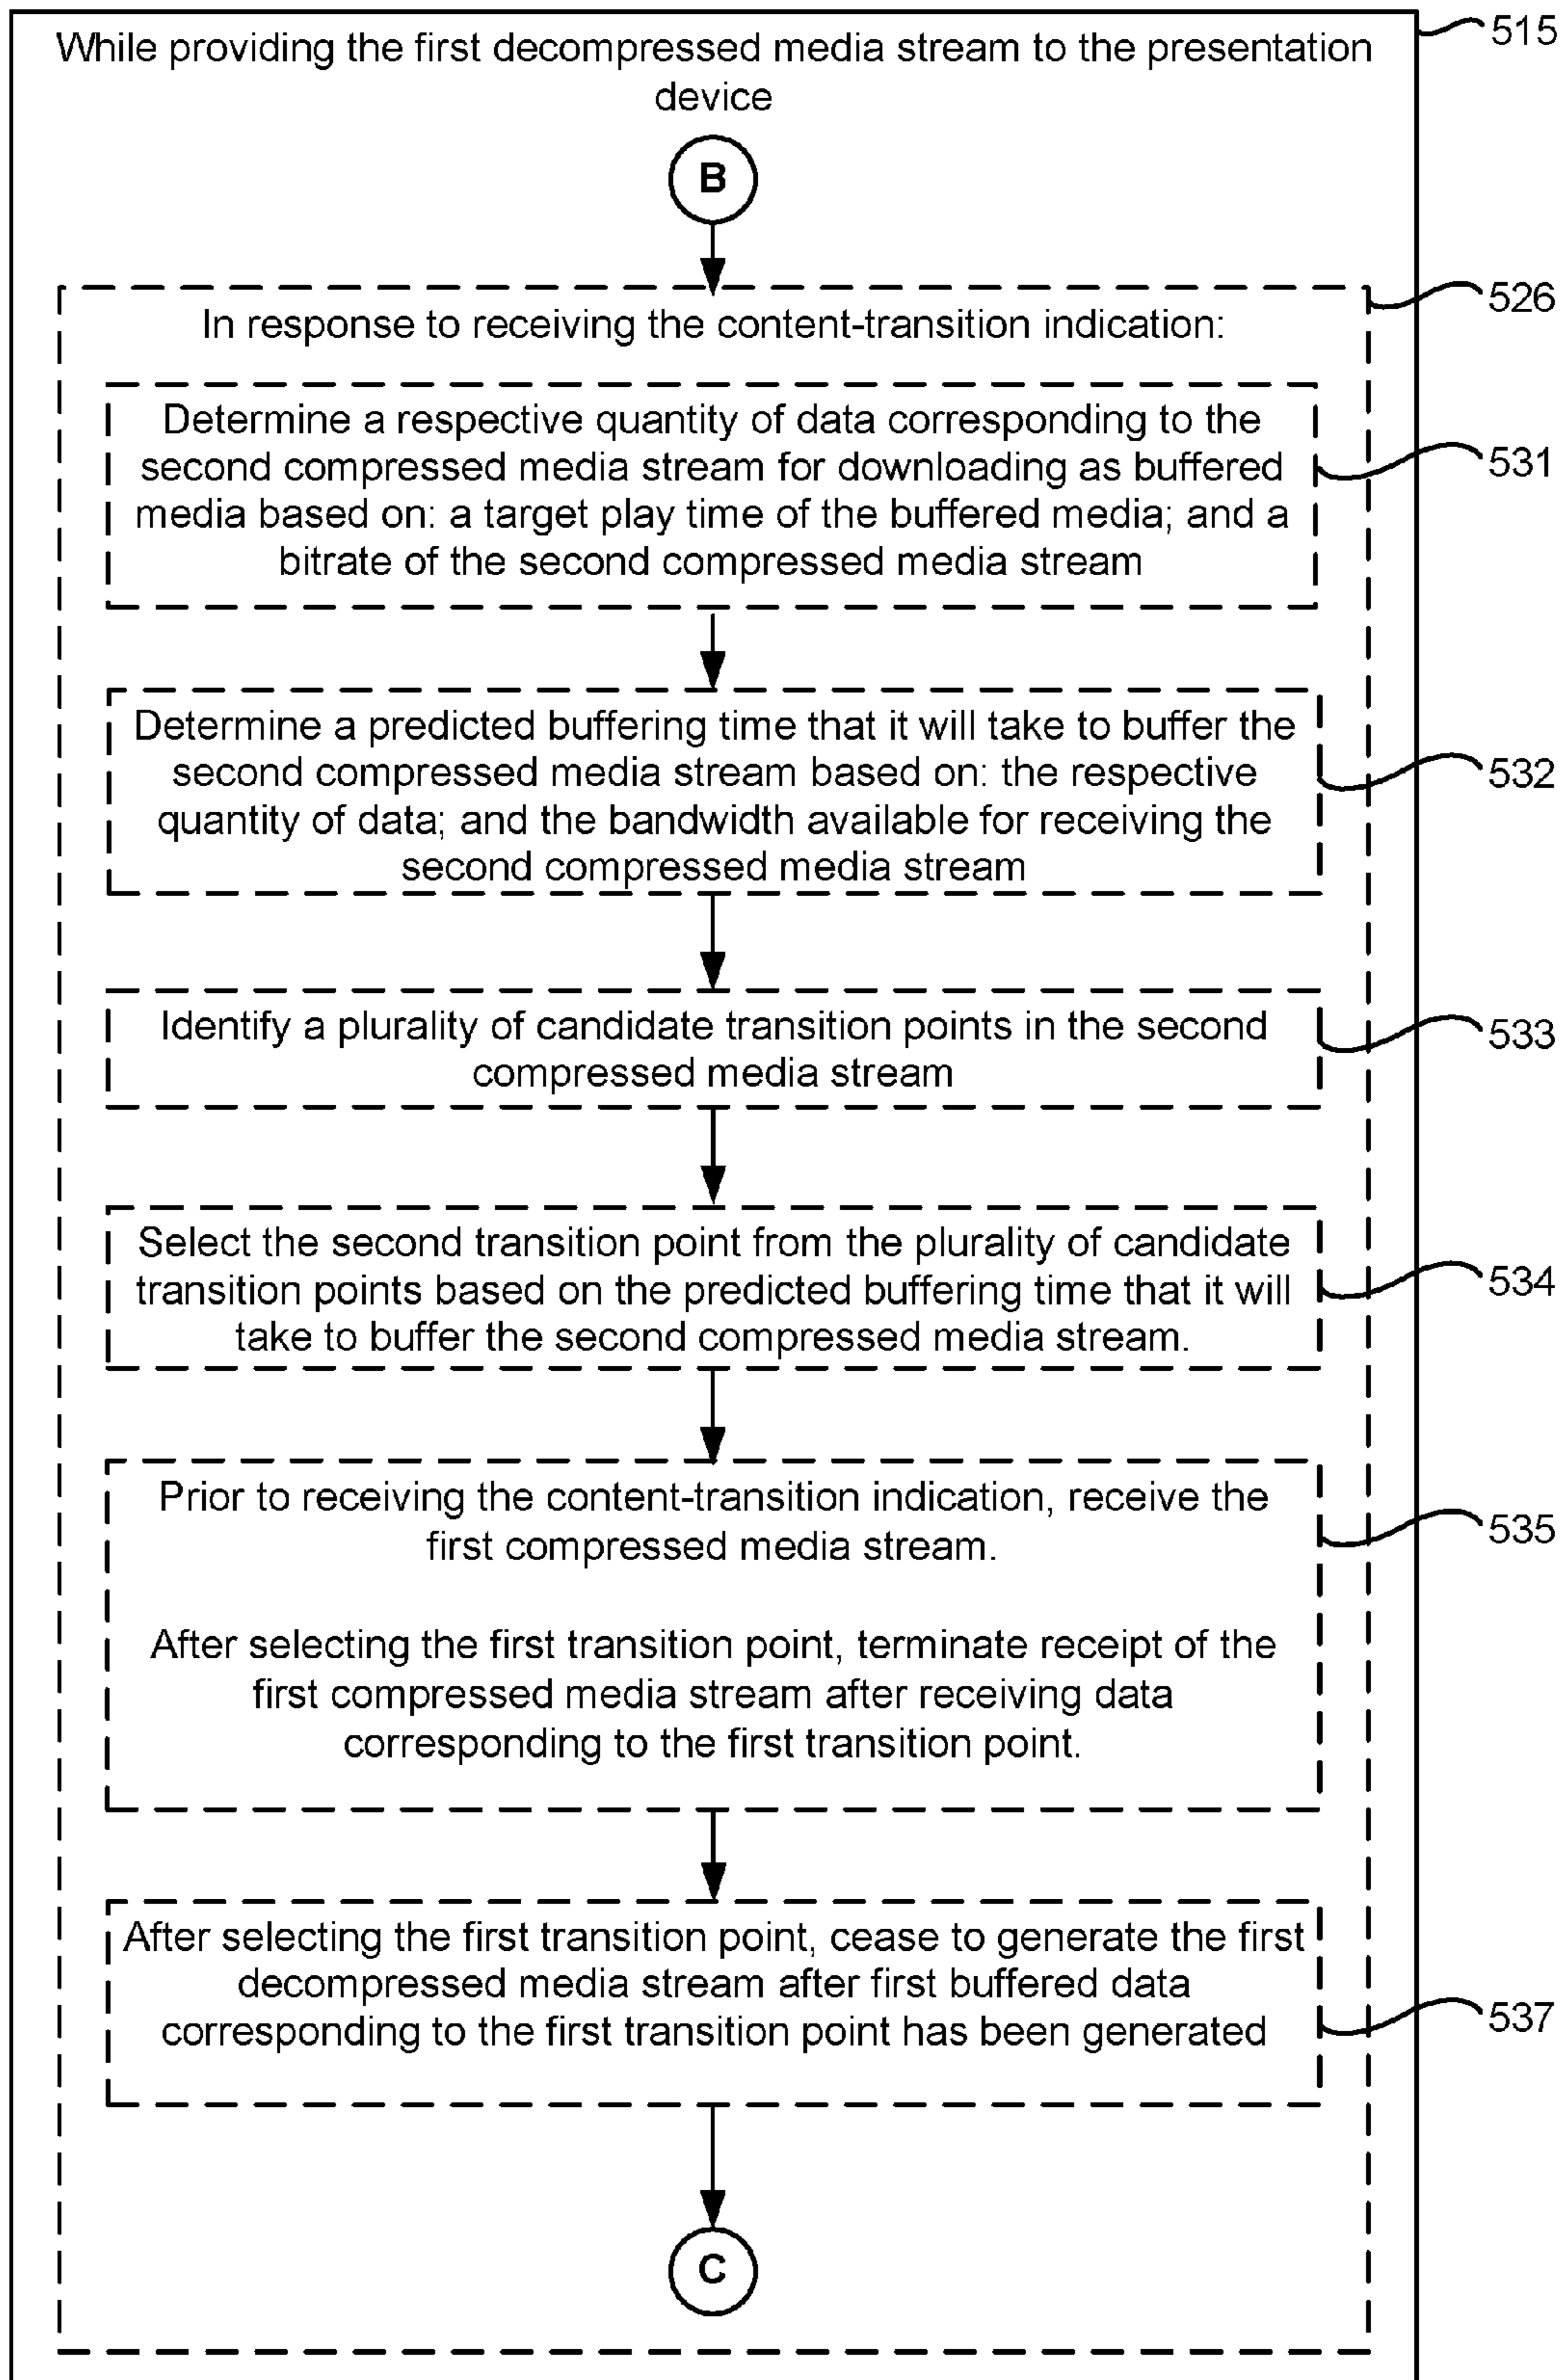 While providing the first decompressed media stream to the presentation
device
515
B
526
In response to receiving the content-transition indication:
Determine a respective quantity of data corresponding to the
second compressed media stream for downloading as buffered
media based on: a target play time of the buffered media; and a
bitrate of the second compressed media stream
531
Determine a predicted buffering time that it will take to buffer the
second compressed media stream based on: the respective
quantity of data; and the bandwidth available for receiving the
second compressed media stream
532
Identify a plurality of candidate transition points in the second
compressed media stream
533
Select the second transition point from the plurality of candidate
transition points based on the predicted buffering time that it will
take to buffer the second compressed media stream.
534
Prior to receiving the content-transition indication, receive the
first compressed media stream.
After selecting the first transition point, terminate receipt of the
first compressed media stream after receiving data
corresponding to the first transition point.
535
After selecting the first transition point, cease to generate the first
decompressed media stream after first buffered data
corresponding to the first transition point has been generated
537
C